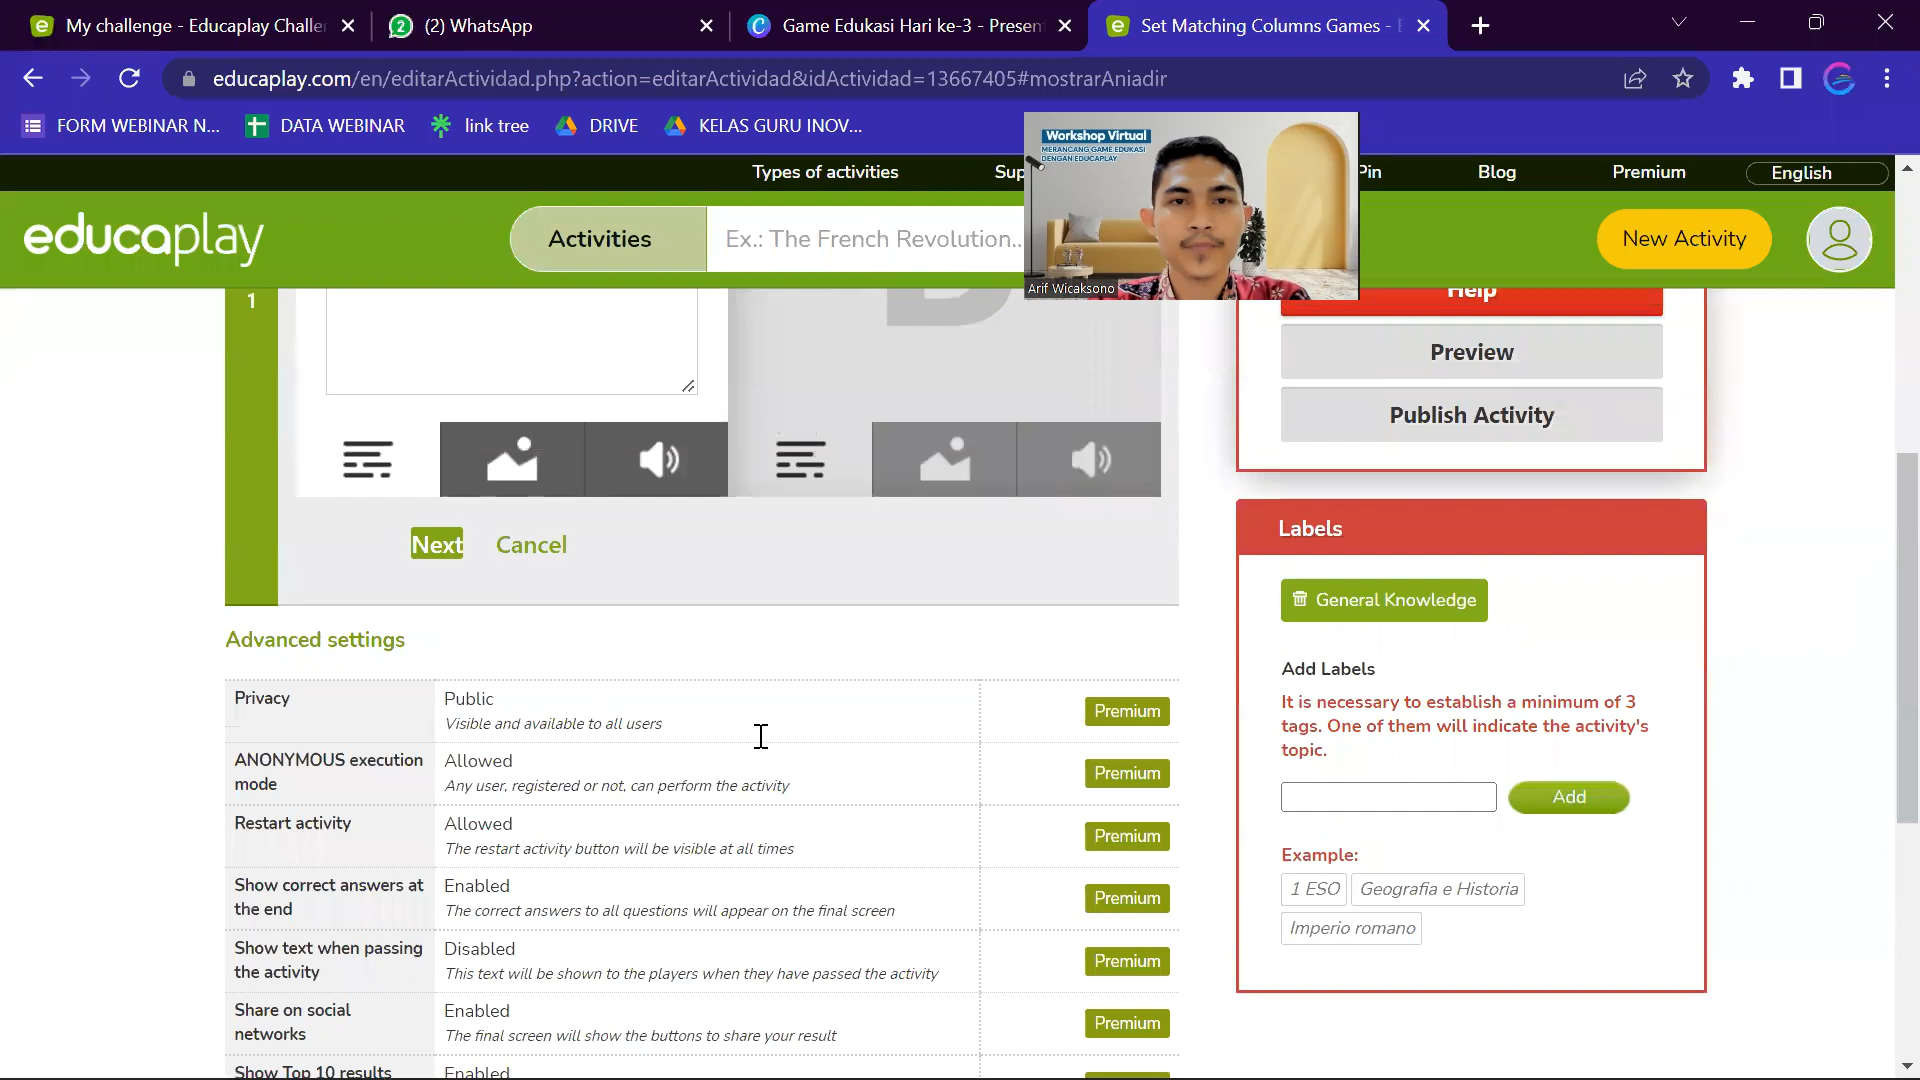 My challenge - Educaplay Challe
(2) WhatsApp
Game Edukasi Hari ke-3 - Presen
Set Matching Columns Games -
educaplay.com/en/editarActividad.php?action=editarActividad&idActividad=13667405#mostrarAniadir
FORM WEBINAR N...
DATA WEBINAR
link tree
DRIVE
KELAS GURU INOV...
Workshop Virtual
MERANCANG GAME EDUKASI
DENGAN EDUCAPLAY
Arif Wicaksono
Types of activities
Sup
Pin
Blog
Premium
English
educaplay
Activities
Ex.: The French Revolution...
New Activity
1
Help
Preview
Publish Activity
Next
Cancel
Labels
General Knowledge
Add Labels
It is necessary to establish a minimum of 3
tags. One of them will indicate the activity's
topic.
Add
Example:
1 ESO
Geografia e Historia
Imperio romano
Advanced settings
Privacy
Public
Visible and available to all users
Premium
ANONYMOUS execution
mode
Allowed
Any user, registered or not, can perform the activity
Premium
Restart activity
Allowed
The restart activity button will be visible at all times
Premium
Show correct answers at
the end
Enabled
The correct answers to all questions will appear on the final screen
Premium
Show text when passing
the activity
Disabled
This text will be shown to the players when they have passed the activity
Premium
Share on social
networks
Enabled
The final screen will show the buttons to share your result
Premium
Show Top 10 results
Enabled